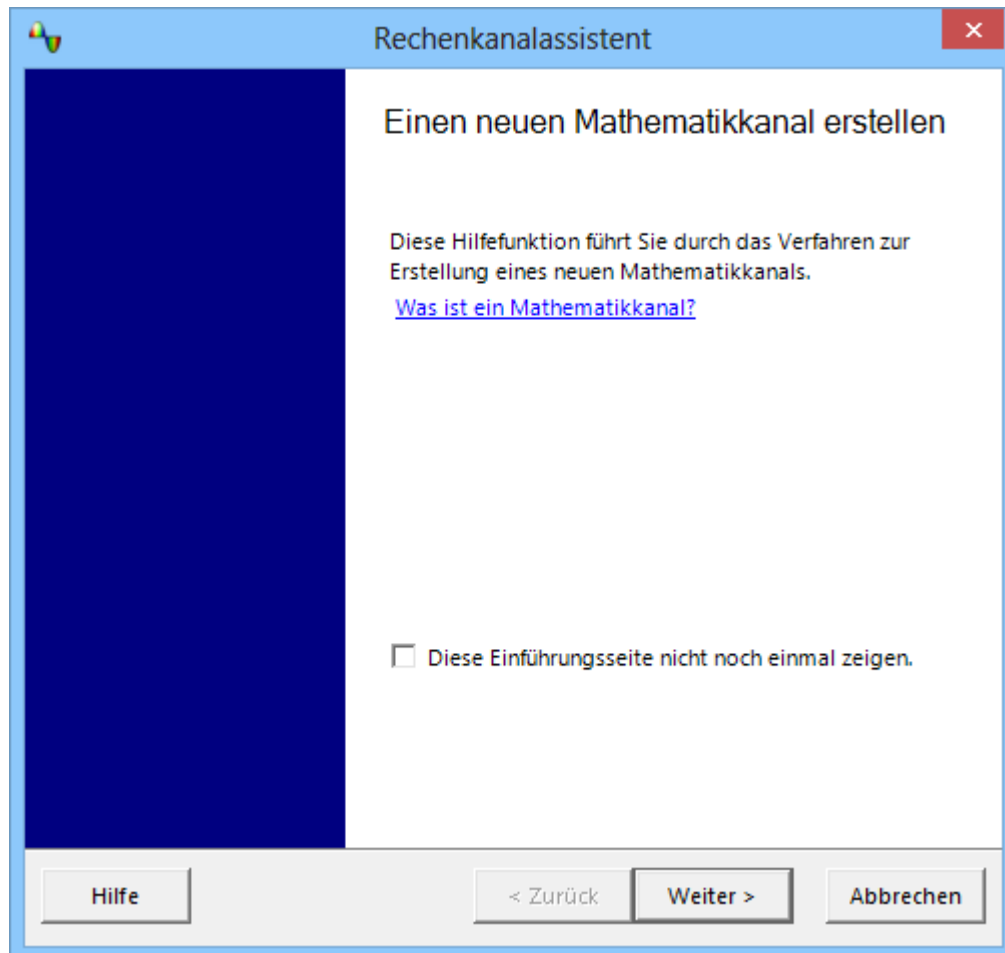 Rechenkanalassistent
Einen neuen Mathematikkanal erstellen
Diese Hilfefunktion führt Sie durch das Verfahren zur
Erstellung eines neuen Mathematikkanals.
Was ist ein Mathematikkanal?
Diese Einführungsseite nicht noch einmal zeigen.
Hilfe
< Zurück
Weiter >
Abbrechen